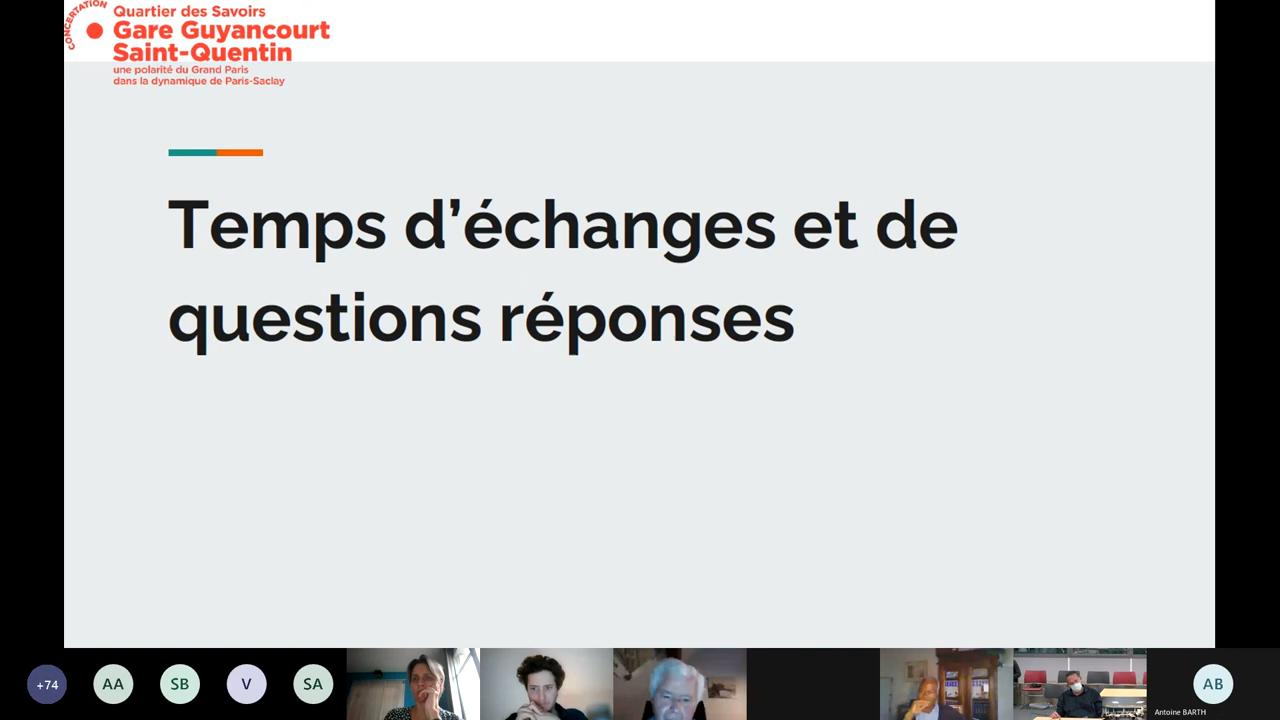 CONCERTATION
Quartier des Savoirs
Gare Guyancourt
Saint-Quentin
une polarité du Grand Paris
dans la dynamique de Paris-Saclay
Temps d’échanges et de
questions réponses
+74
AA
SB
V
SA
AB
Antoine BARTH